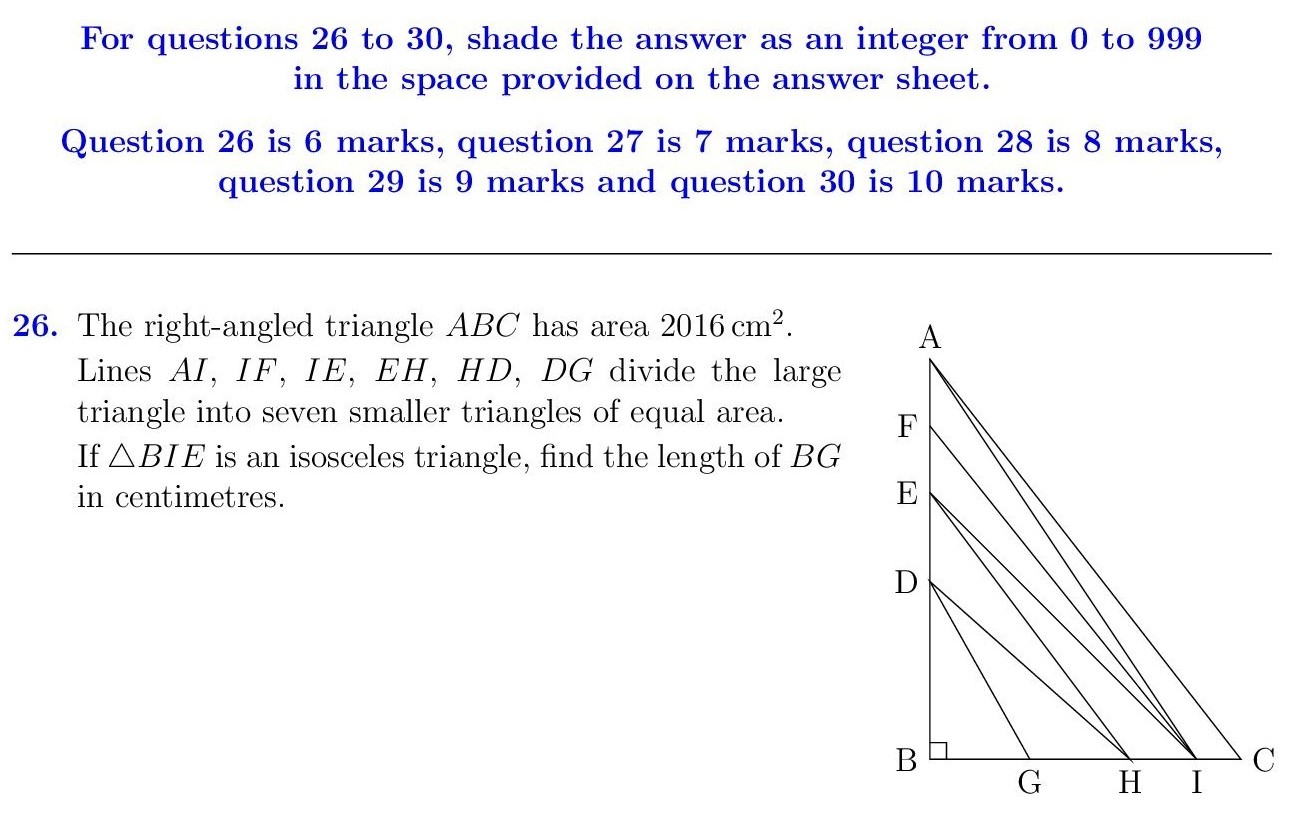 For questions 26 to 30, shade the answer as an integer from 0 to 999
in the space provided on the answer sheet.
Question 26 is 6 marks, question 27 is 7 marks, question 28 is 8 marks,
question 29 is 9 marks and question 30 is 10 marks.
26. The right-angled triangle ABC has area 2016 cm².
Lines AI, IF, IE, EH, HD, DG divide the large
triangle into seven smaller triangles of equal area.
If △BIE is an isosceles triangle, find the length of BG
in centimetres.
A
F
E
D
B
G
H
I
C